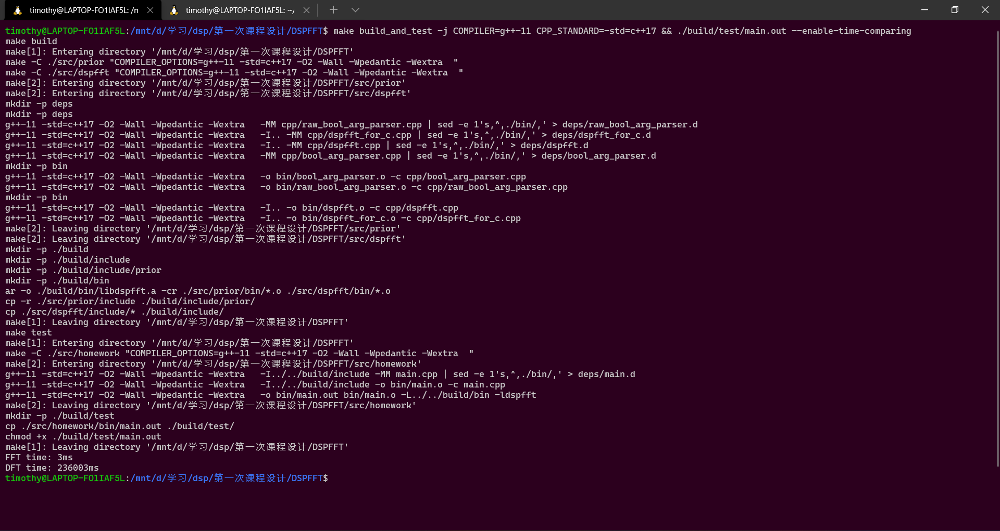 timothy@LAPTOP-FO1IAF5L: /m
timothy@LAPTOP-FO1IAF5L: ~/
timothy@LAPTOP-FO1IAF5L:/mnt/d/学习/dsp/第一次课程设计/DSPFFT$ make build_and_test -j COMPILER=g++-11 CPP_STANDARD=-std=c++17 && ./build/test/main.out --enable-time-comparing
make build
make[1]: Entering directory '/mnt/d/学习/dsp/第一次课程设计/DSPFFT'
make -C ./src/prior "COMPILER_OPTIONS=g++-11 -std=c++17 -O2 -Wall -Wpedantic -Wextra  "
make -C ./src/dspfft "COMPILER_OPTIONS=g++-11 -std=c++17 -O2 -Wall -Wpedantic -Wextra  "
make[2]: Entering directory '/mnt/d/学习/dsp/第一次课程设计/DSPFFT/src/prior'
make[2]: Entering directory '/mnt/d/学习/dsp/第一次课程设计/DSPFFT/src/dspfft'
mkdir -p deps
mkdir -p deps
g++-11 -std=c++17 -O2 -Wall -Wpedantic -Wextra   -MM cpp/raw_bool_arg_parser.cpp | sed -e 1's,^,./bin/,' > deps/raw_bool_arg_parser.d
g++-11 -std=c++17 -O2 -Wall -Wpedantic -Wextra   -I.. -MM cpp/dspfft_for_c.cpp | sed -e 1's,^,./bin/,' > deps/dspfft_for_c.d
g++-11 -std=c++17 -O2 -Wall -Wpedantic -Wextra   -I.. -MM cpp/dspfft.cpp | sed -e 1's,^,./bin/,' > deps/dspfft.d
g++-11 -std=c++17 -O2 -Wall -Wpedantic -Wextra   -MM cpp/bool_arg_parser.cpp | sed -e 1's,^,./bin/,' > deps/bool_arg_parser.d
mkdir -p bin
g++-11 -std=c++17 -O2 -Wall -Wpedantic -Wextra   -o bin/bool_arg_parser.o -c cpp/bool_arg_parser.cpp
g++-11 -std=c++17 -O2 -Wall -Wpedantic -Wextra   -o bin/raw_bool_arg_parser.o -c cpp/raw_bool_arg_parser.cpp
mkdir -p bin
g++-11 -std=c++17 -O2 -Wall -Wpedantic -Wextra   -I.. -o bin/dspfft.o -c cpp/dspfft.cpp
g++-11 -std=c++17 -O2 -Wall -Wpedantic -Wextra   -I.. -o bin/dspfft_for_c.o -c cpp/dspfft_for_c.cpp
make[2]: Leaving directory '/mnt/d/学习/dsp/第一次课程设计/DSPFFT/src/prior'
make[2]: Leaving directory '/mnt/d/学习/dsp/第一次课程设计/DSPFFT/src/dspfft'
mkdir -p ./build
mkdir -p ./build/include
mkdir -p ./build/include/prior
mkdir -p ./build/bin
ar -o ./build/bin/libdspfft.a -cr ./src/prior/bin/*.o ./src/dspfft/bin/*.o
cp -r ./src/prior/include ./build/include/prior/
cp ./src/dspfft/include/* ./build/include/
make[1]: Leaving directory '/mnt/d/学习/dsp/第一次课程设计/DSPFFT'
make test
make[1]: Entering directory '/mnt/d/学习/dsp/第一次课程设计/DSPFFT'
make -C ./src/homework "COMPILER_OPTIONS=g++-11 -std=c++17 -O2 -Wall -Wpedantic -Wextra  "
make[2]: Entering directory '/mnt/d/学习/dsp/第一次课程设计/DSPFFT/src/homework'
g++-11 -std=c++17 -O2 -Wall -Wpedantic -Wextra   -I../../build/include -MM main.cpp | sed -e 1's,^,./bin/,' > deps/main.d
g++-11 -std=c++17 -O2 -Wall -Wpedantic -Wextra   -I../../build/include -o bin/main.o -c main.cpp
g++-11 -std=c++17 -O2 -Wall -Wpedantic -Wextra   -o bin/main.out bin/main.o -L../../build/bin -ldspfft
make[2]: Leaving directory '/mnt/d/学习/dsp/第一次课程设计/DSPFFT/src/homework'
mkdir -p ./build/test
cp ./src/homework/bin/main.out ./build/test/
chmod +x ./build/test/main.out
make[1]: Leaving directory '/mnt/d/学习/dsp/第一次课程设计/DSPFFT'
FFT time: 3ms
DFT time: 236003ms
timothy@LAPTOP-FO1IAF5L:/mnt/d/学习/dsp/第一次课程设计/DSPFFT$